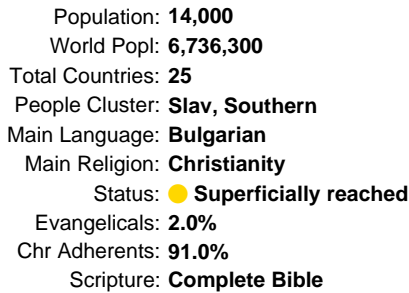 Population: 14,000
World Popl: 6,736,300
Total Countries: 25
People Cluster: Slav, Southern
Main Language: Bulgarian
Main Religion: Christianity
Status: Superficially reached
Evangelicals: 2.0%
Chr Adherents: 91.0%
Scripture: Complete Bible